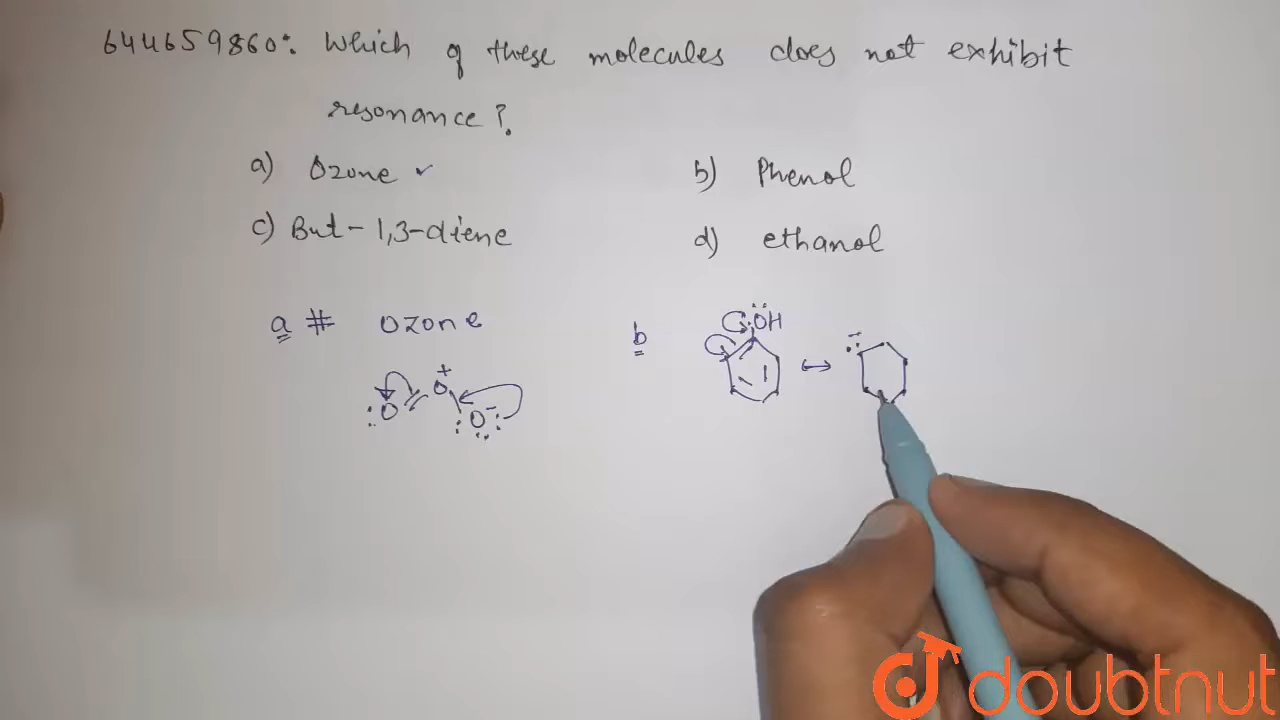 644659860: Which of these molecules does not exhibit
resonance?.
a) Ozone ✓ b) Phenol
c) But-1,3-diene d) ethanol
a # Ozone
b
:OH
O
O+
O-
doubtnut